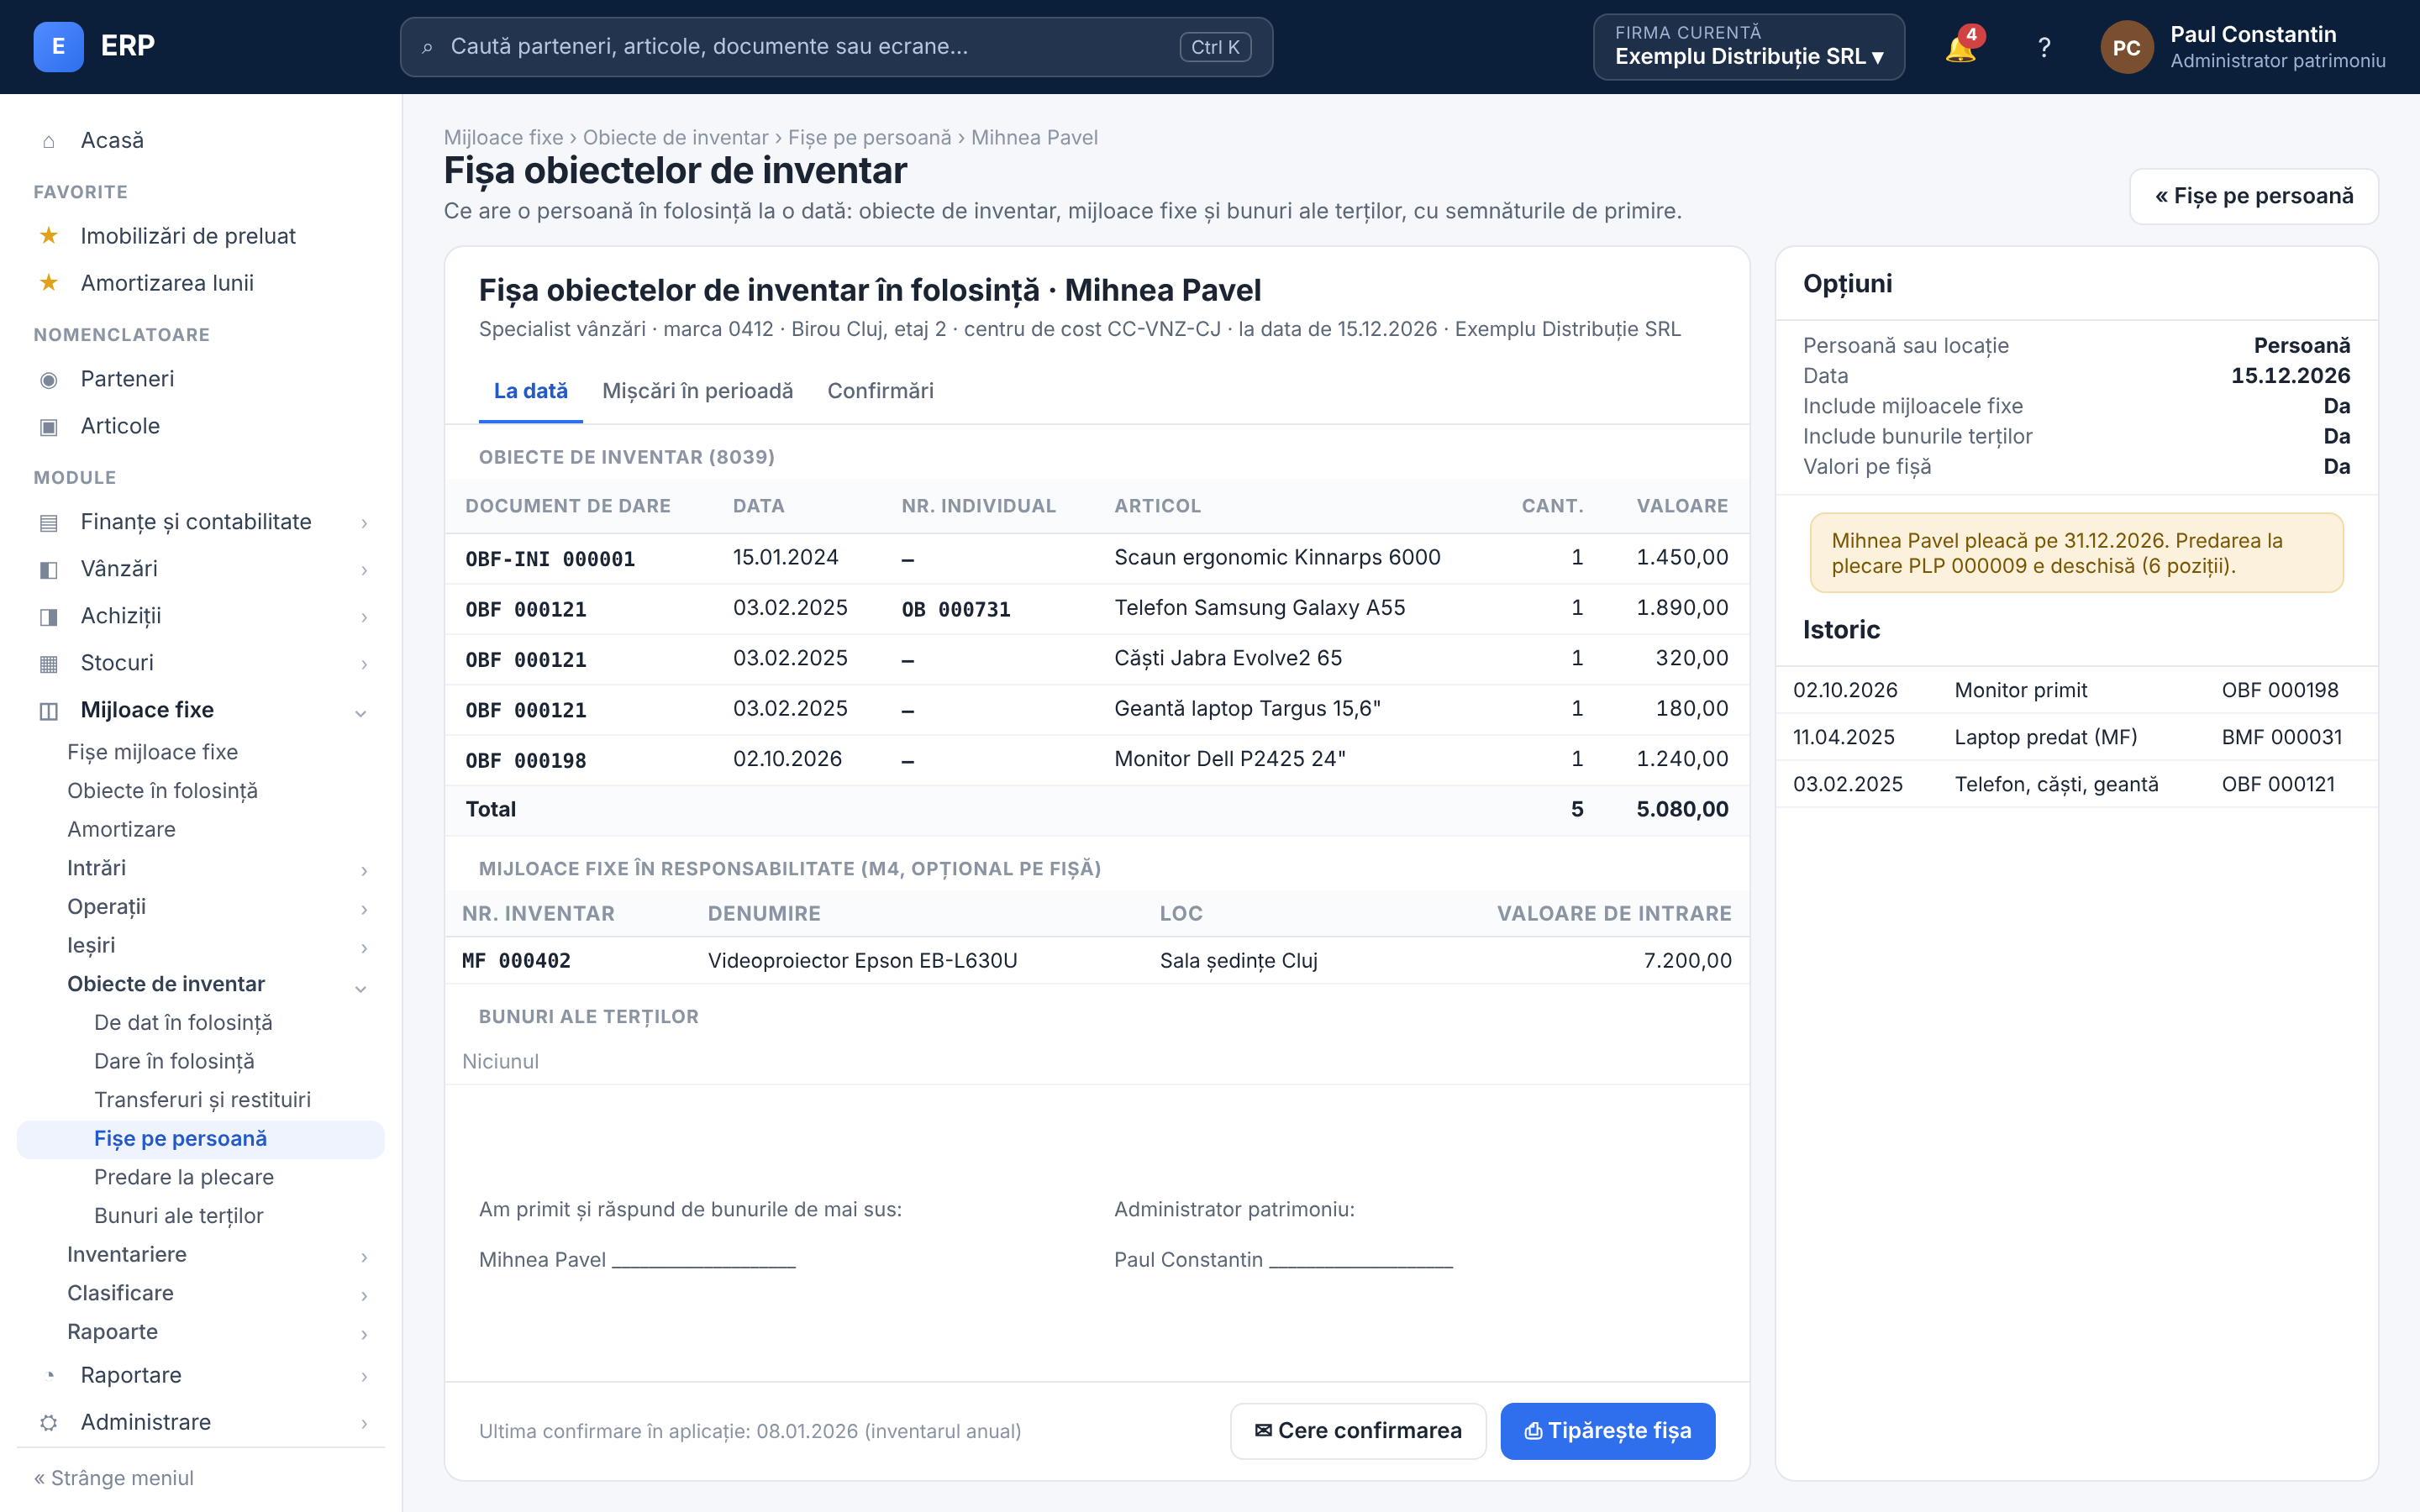 E ERP
Caută parteneri, articole, documente sau ecrane... Ctrl K
FIRMA CURENTĂ
Exemplu Distribuție SRL ▾
4
?
PC
Paul Constantin
Administrator patrimoniu
Acasă
FAVORITE
★ Imobilizări de preluat
★ Amortizarea lunii
NOMENCLATOARE
Parteneri
Articole
MODULE
Finanțe și contabilitate ›
Vânzări ›
Achiziții ›
Stocuri ›
Mijloace fixe
Fișe mijloace fixe
Obiecte în folosință
Amortizare
Intrări ›
Operații ›
Ieșiri ›
Obiecte de inventar
De dat în folosință
Dare în folosință
Transferuri și restituiri
Fișe pe persoană
Predare la plecare
Bunuri ale terților
Inventariere ›
Clasificare ›
Rapoarte ›
Raportare ›
Administrare ›
« Strânge meniul
Mijloace fixe › Obiecte de inventar › Fișe pe persoană › Mihnea Pavel
Fișa obiectelor de inventar
Ce are o persoană în folosință la o dată: obiecte de inventar, mijloace fixe și bunuri ale terților, cu semnăturile de primire.
« Fișe pe persoană
Fișa obiectelor de inventar în folosință · Mihnea Pavel
Specialist vânzări · marca 0412 · Birou Cluj, etaj 2 · centru de cost CC-VNZ-CJ · la data de 15.12.2026 · Exemplu Distribuție SRL
La dată Mișcări în perioadă Confirmări
OBIECTE DE INVENTAR (8039)
DOCUMENT DE DARE DATA NR. INDIVIDUAL ARTICOL CANT. VALOARE
OBF-INI 000001 15.01.2024 – Scaun ergonomic Kinnarps 6000 1 1.450,00
OBF 000121 03.02.2025 OB 000731 Telefon Samsung Galaxy A55 1 1.890,00
OBF 000121 03.02.2025 – Căști Jabra Evolve2 65 1 320,00
OBF 000121 03.02.2025 – Geantă laptop Targus 15,6" 1 180,00
OBF 000198 02.10.2026 – Monitor Dell P2425 24" 1 1.240,00
Total 5 5.080,00
MIJLOACE FIXE ÎN RESPONSABILITATE (M4, OPȚIONAL PE FIȘĂ)
NR. INVENTAR DENUMIRE LOC VALOARE DE INTRARE
MF 000402 Videoproiector Epson EB-L630U Sala ședințe Cluj 7.200,00
BUNURI ALE TERȚILOR
Niciunul
Am primit și răspund de bunurile de mai sus: Administrator patrimoniu:
Mihnea Pavel _________________ Paul Constantin _________________
Ultima confirmare în aplicație: 08.01.2026 (inventarul anual)
✉ Cere confirmarea
⎙ Tipărește fișa
Opțiuni
Persoană sau locație Persoană
Data 15.12.2026
Include mijloacele fixe Da
Include bunurile terților Da
Valori pe fișă Da
Mihnea Pavel pleacă pe 31.12.2026. Predarea la
plecare PLP 000009 e deschisă (6 poziții).
Istoric
02.10.2026 Monitor primit OBF 000198
11.04.2025 Laptop predat (MF) BMF 000031
03.02.2025 Telefon, căști, geantă OBF 000121